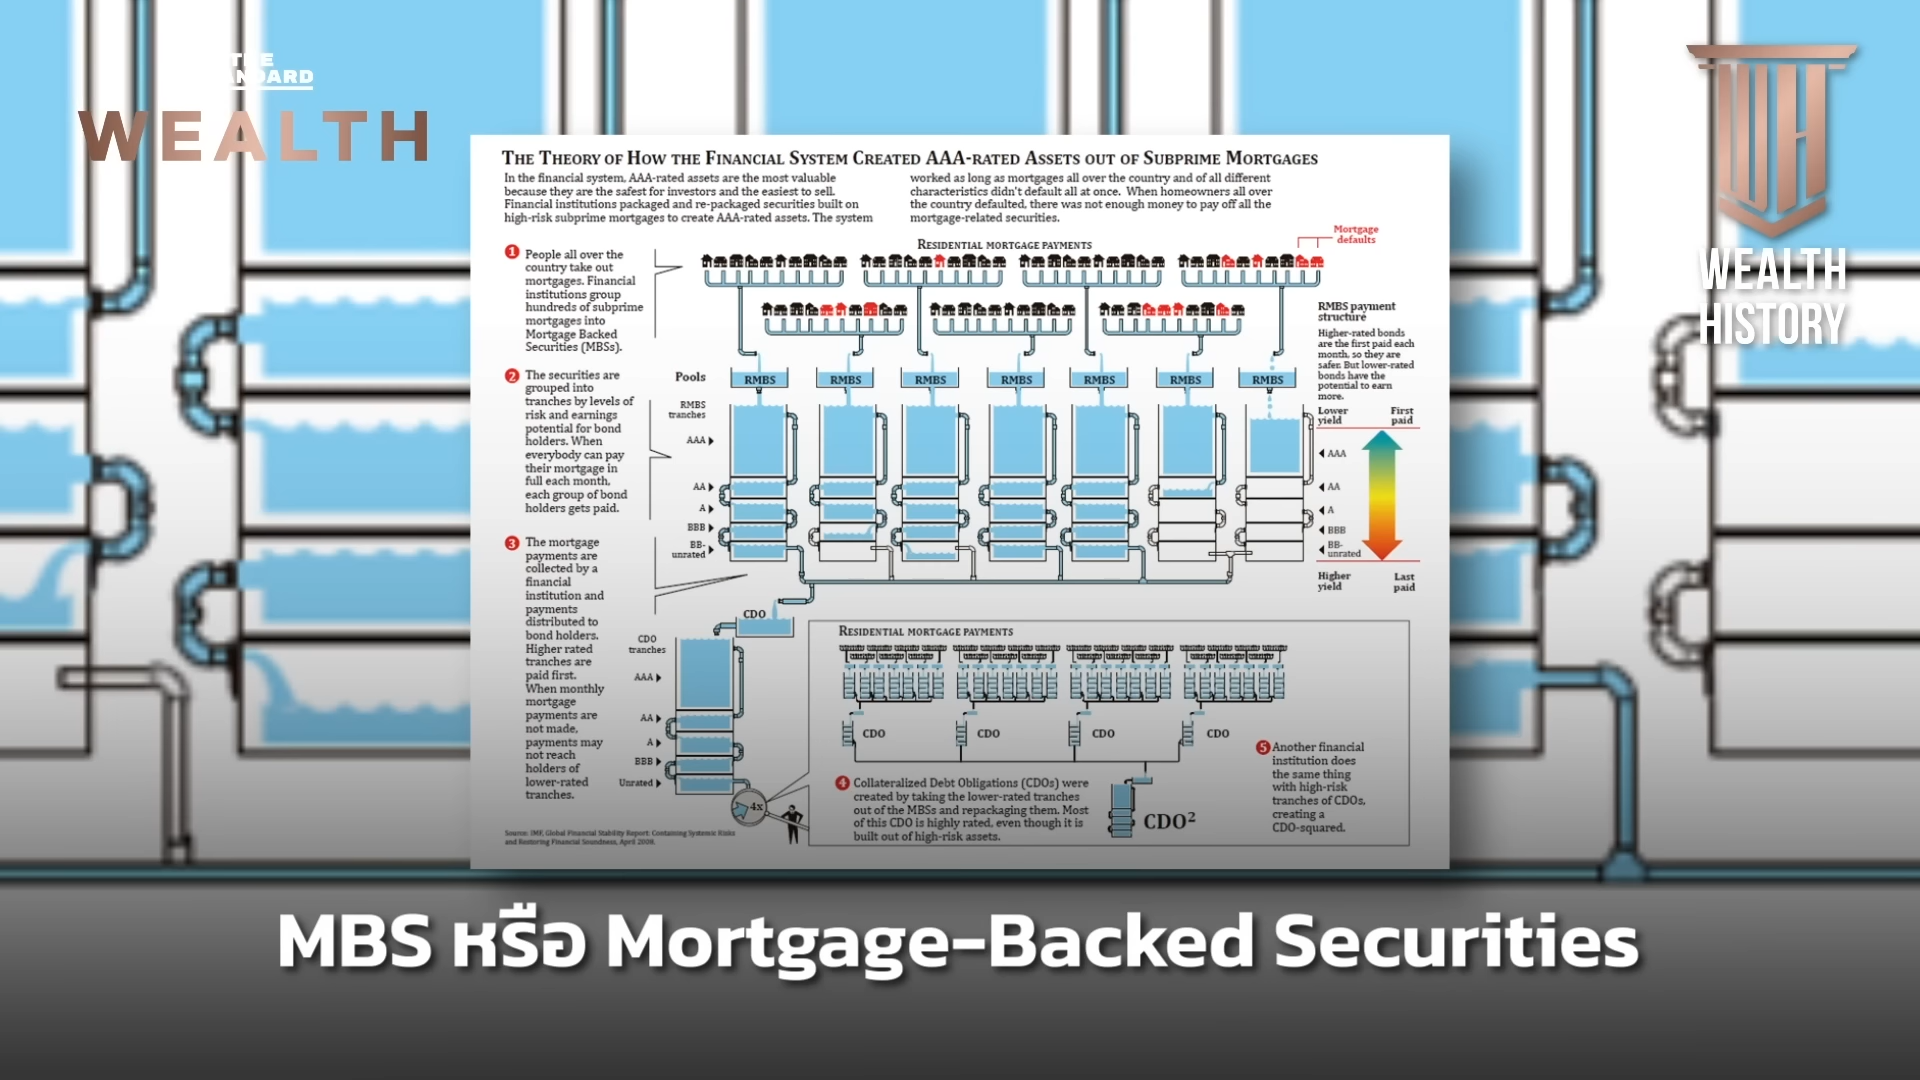 THE
STANDARD
WEALTH
WEALTH
HISTORY
THE THEORY OF HOW THE FINANCIAL SYSTEM CREATED AAA-RATED ASSETS OUT OF SUBPRIME MORTGAGES
In the financial system, AAA-rated assets are the most valuable
because they are the safest for investors and the easiest to sell.
Financial institutions packaged and re-packaged securities built on
high-risk subprime mortgages to create AAA-rated assets. The system
worked as long as mortgages all over the country and of all different
characteristics didn't default all at once. When homeowners all over
the country defaulted, there was not enough money to pay off all the
mortgage-related securities.
1 People all over the
country take out
mortgages. Financial
institutions group
hundreds of subprime
mortgages into
Mortgage Backed
Securities (MBSs).
2 The securities are
grouped into
tranches by levels of
risk and earnings
potential for bond
holders. When
everybody can pay
their mortgage in
full each month,
each group of bond
holders gets paid.
3 The mortgage
payments are
collected by a
financial
institution and
payments
distributed to
bond holders.
Higher rated
tranches are
paid first.
When monthly
mortgage
payments are
not made,
payments may
not reach
holders of
lower-rated
tranches.
RESIDENTIAL MORTGAGE PAYMENTS
Mortgage
defaults
Pools
RMBS RMBS RMBS RMBS RMBS RMBS RMBS
RMBS
tranches
AAA
AA
A
BBB
BB-
unrated
RMBS payment
structure
Higher-rated bonds
are the first paid each
month, so they are
safer. But lower-rated
bonds have the
potential to earn
more.
Lower
yield
First
paid
AAA
AA
A
BBB
BB-
unrated
Higher
yield
Last
paid
CDO
CDO
tranches
AAA
AA
A
BBB
Unrated
4x
RESIDENTIAL MORTGAGE PAYMENTS
CDO CDO CDO CDO
4 Collateralized Debt Obligations (CDOs) were
created by taking the lower-rated tranches
out of the MBSs and repackaging them. Most
of this CDO is highly rated, even though it is
built out of high-risk assets.
CDO²
5 Another financial
institution does
the same thing
with high-risk
tranches of CDOs,
creating a
CDO-squared.
Source: IMF, Global Financial Stability Report: Containing Systemic Risks
and Restoring Financial Soundness, April 2008.
MBS หรือ Mortgage-Backed Securities